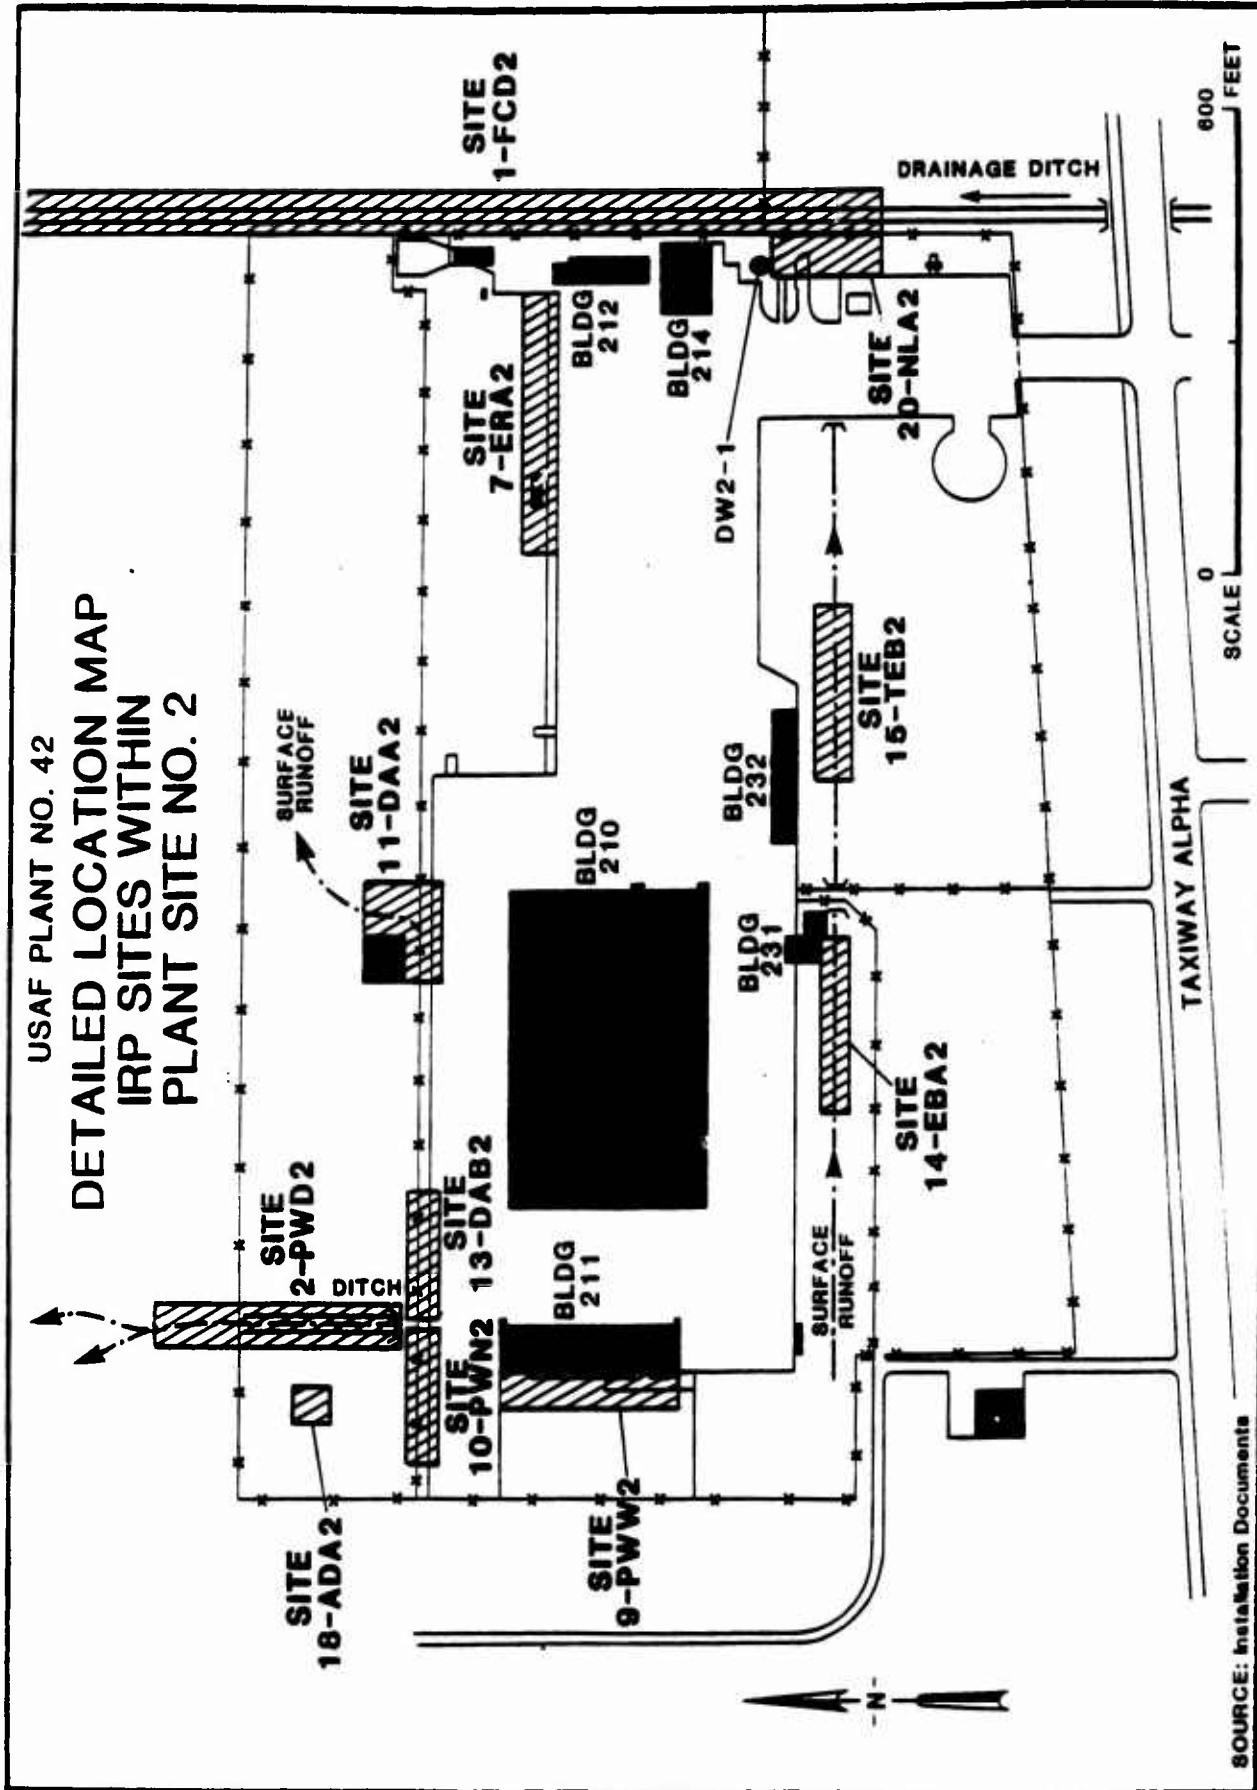 USAF PLANT NO. 42
DETAILED LOCATION MAP
IRP SITES WITHIN
PLANT SITE NO. 2
SITE
18-ADA2
SITE
2-PWD2
DITCH
SURFACE
RUNOFF
SITE
11-DAA2
SITE
7-ERA2
SITE
1-FCD2
SITE
10-PWN2
SITE
13-DAB2
BLDG
211
BLDG
210
BLDG
212
BLDG
214
SITE
9-PWW2
BLDG
231
BLDG
232
DW2-1
SURFACE
RUNOFF
SITE
14-EBA2
SITE
15-TEB2
SITE
20-NLA2
DRAINAGE DITCH
-N-
TAXIWAY ALPHA
0
600
SCALE
FEET
SOURCE: Installation Documents